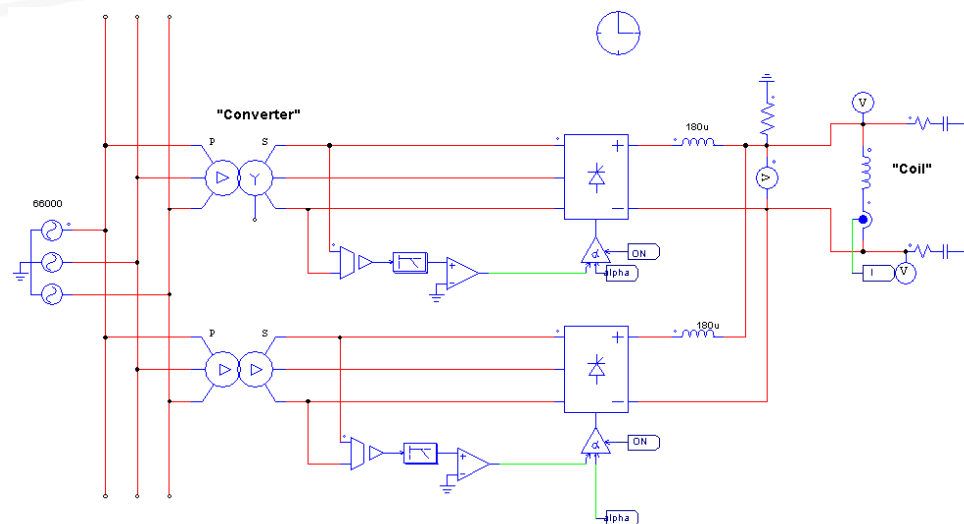 "Converter"
P S
180u
V
"Coil"
66000
V
ON
alpha
I
V
P S
180u
ON
alpha